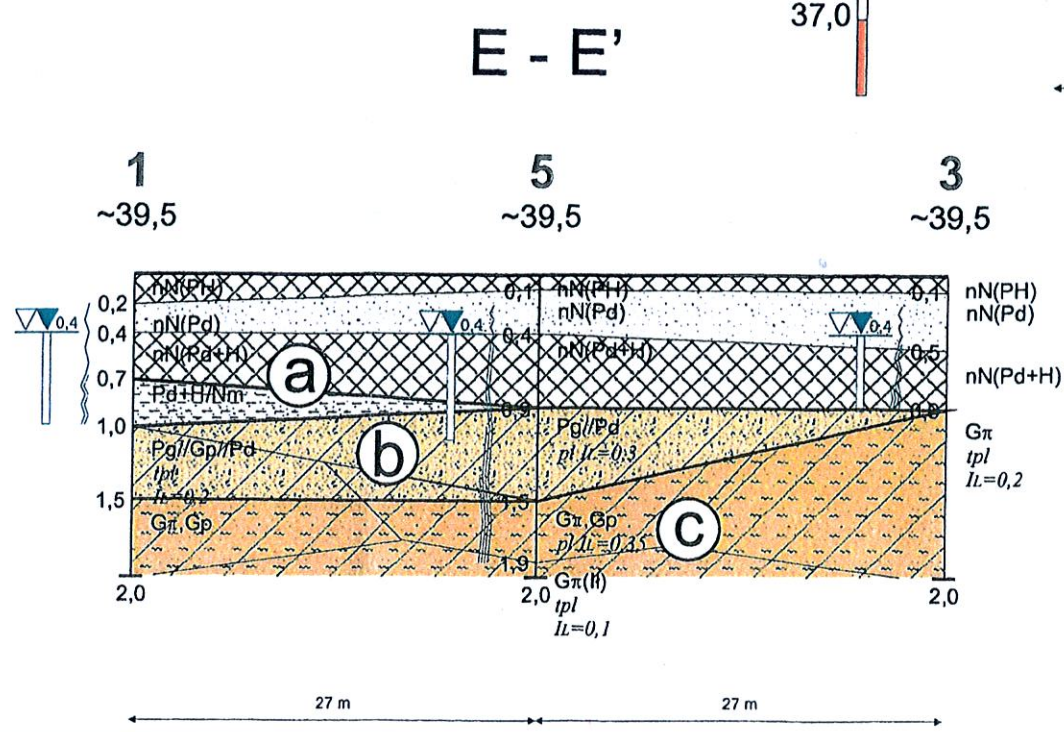 37,0
E - E'
1
5
3
~39,5
~39,5
~39,5
nN(PH)
0,1
nN(PH)
0,1
nN(PH)
0,2
nN(Pd)
nN(Pd)
0,4
nN(Pd)
0,4
0,4
0,4
0,4
nN(Pd+H)
nN(Pd+H)
0,5
0,7
a
nN(Pd+H)
Pd+H/Nm
0,9
1,0
Pg//Pd
Gπ
b
Pg//Gp//Pd
pl IL=0,3
tpl
tpl
IL=0,2
IL=0,2
1,5
1,5
Gπ,Gp
Gπ,Gp
c
pl IL=0,35
1,9
2,0
2,0
Gπ(II)
2,0
tpl
IL=0,1
27 m
27 m